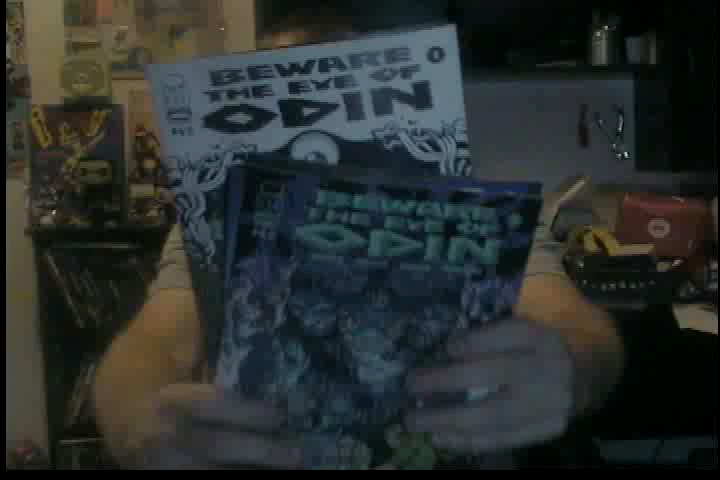 BEWARE
THE EYE OF
ODIN
BEWARE
THE EYE OF
ODIN